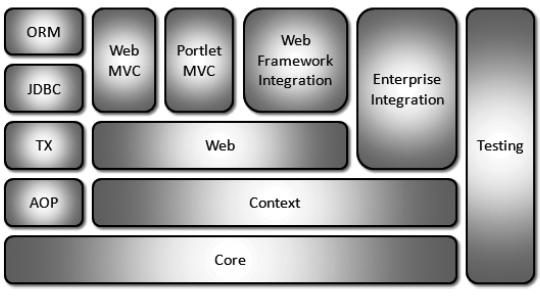 ORM
JDBC
TX
AOP
Web
MVC
Portlet
MVC
Web
Framework
Integration
Enterprise
Integration
Testing
Web
Context
Core